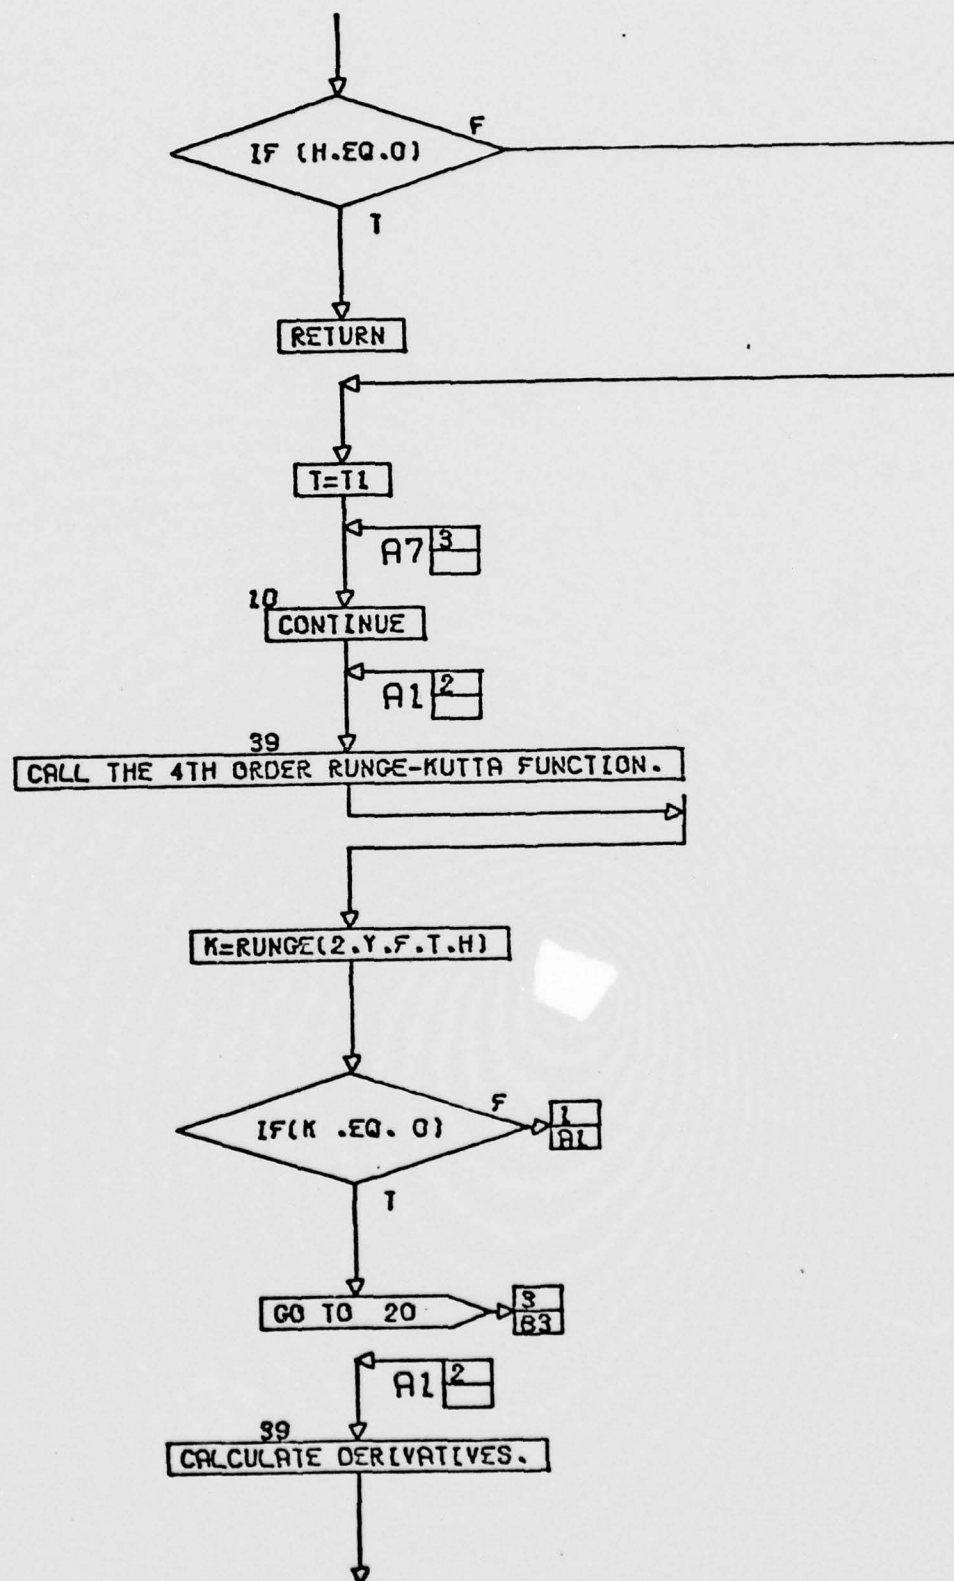 F
IF (H.EQ.0)
T
RETURN
T=T1
A7 3
10
CONTINUE
A1 2
39
CALL THE 4TH ORDER RUNGE-KUTTA FUNCTION.
K=RUNGE(2.Y.F.T.H)
F
IF(K .EQ. 0)
1
A1
T
GO TO 20
3
B3
A1 2
39
CALCULATE DERIVATIVES.